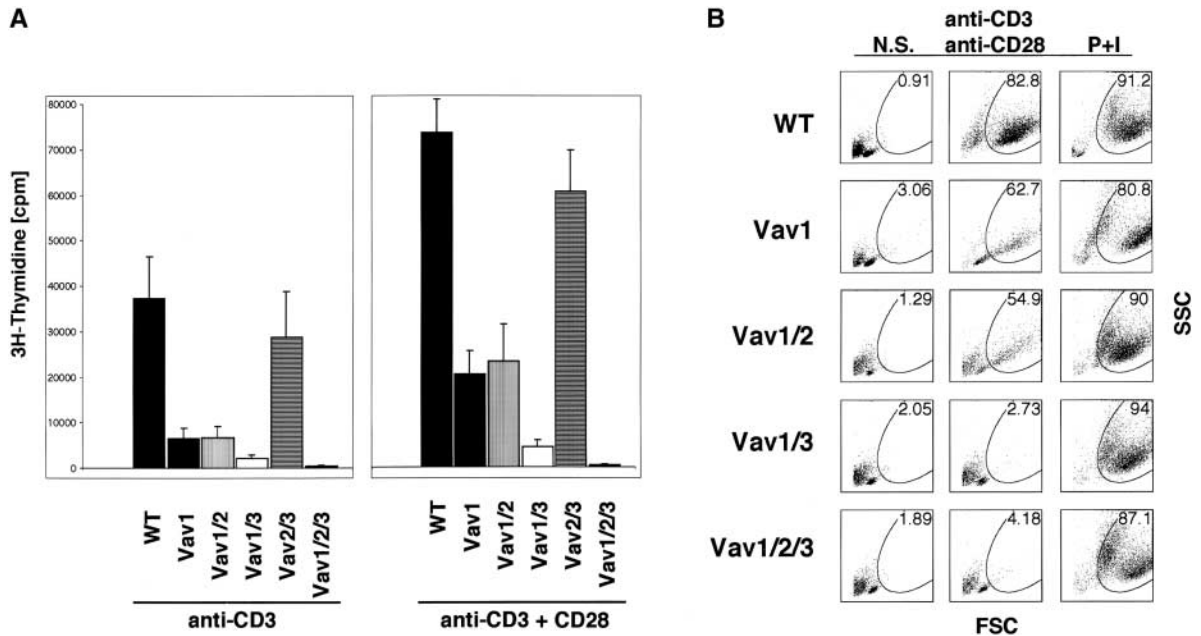 A
3H-Thymidine [cpm]
80000
70000
60000
50000
40000
30000
20000
10000
0
WT
Vav1
Vav1/2
Vav1/3
Vav2/3
Vav1/2/3
anti-CD3
WT
Vav1
Vav1/2
Vav1/3
Vav2/3
Vav1/2/3
anti-CD3 + CD28
B
anti-CD3
N.S. anti-CD28 P+I
WT 0.91 82.8 91.2
Vav1 3.06 62.7 80.8
Vav1/2 1.29 54.9 90
Vav1/3 2.05 2.73 94
Vav1/2/3 1.89 4.18 87.1
SSC
FSC